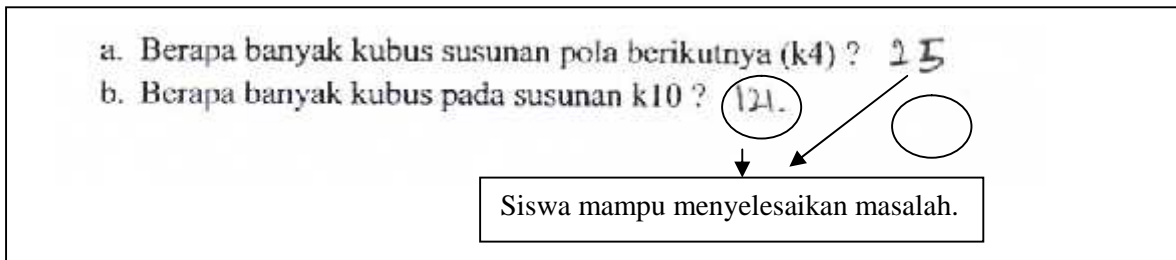 a. Berapa banyak kubus susunan pola berikutnya (k4) ? 25
b. Berapa banyak kubus pada susunan k10 ? 121.
Siswa mampu menyelesaikan masalah.